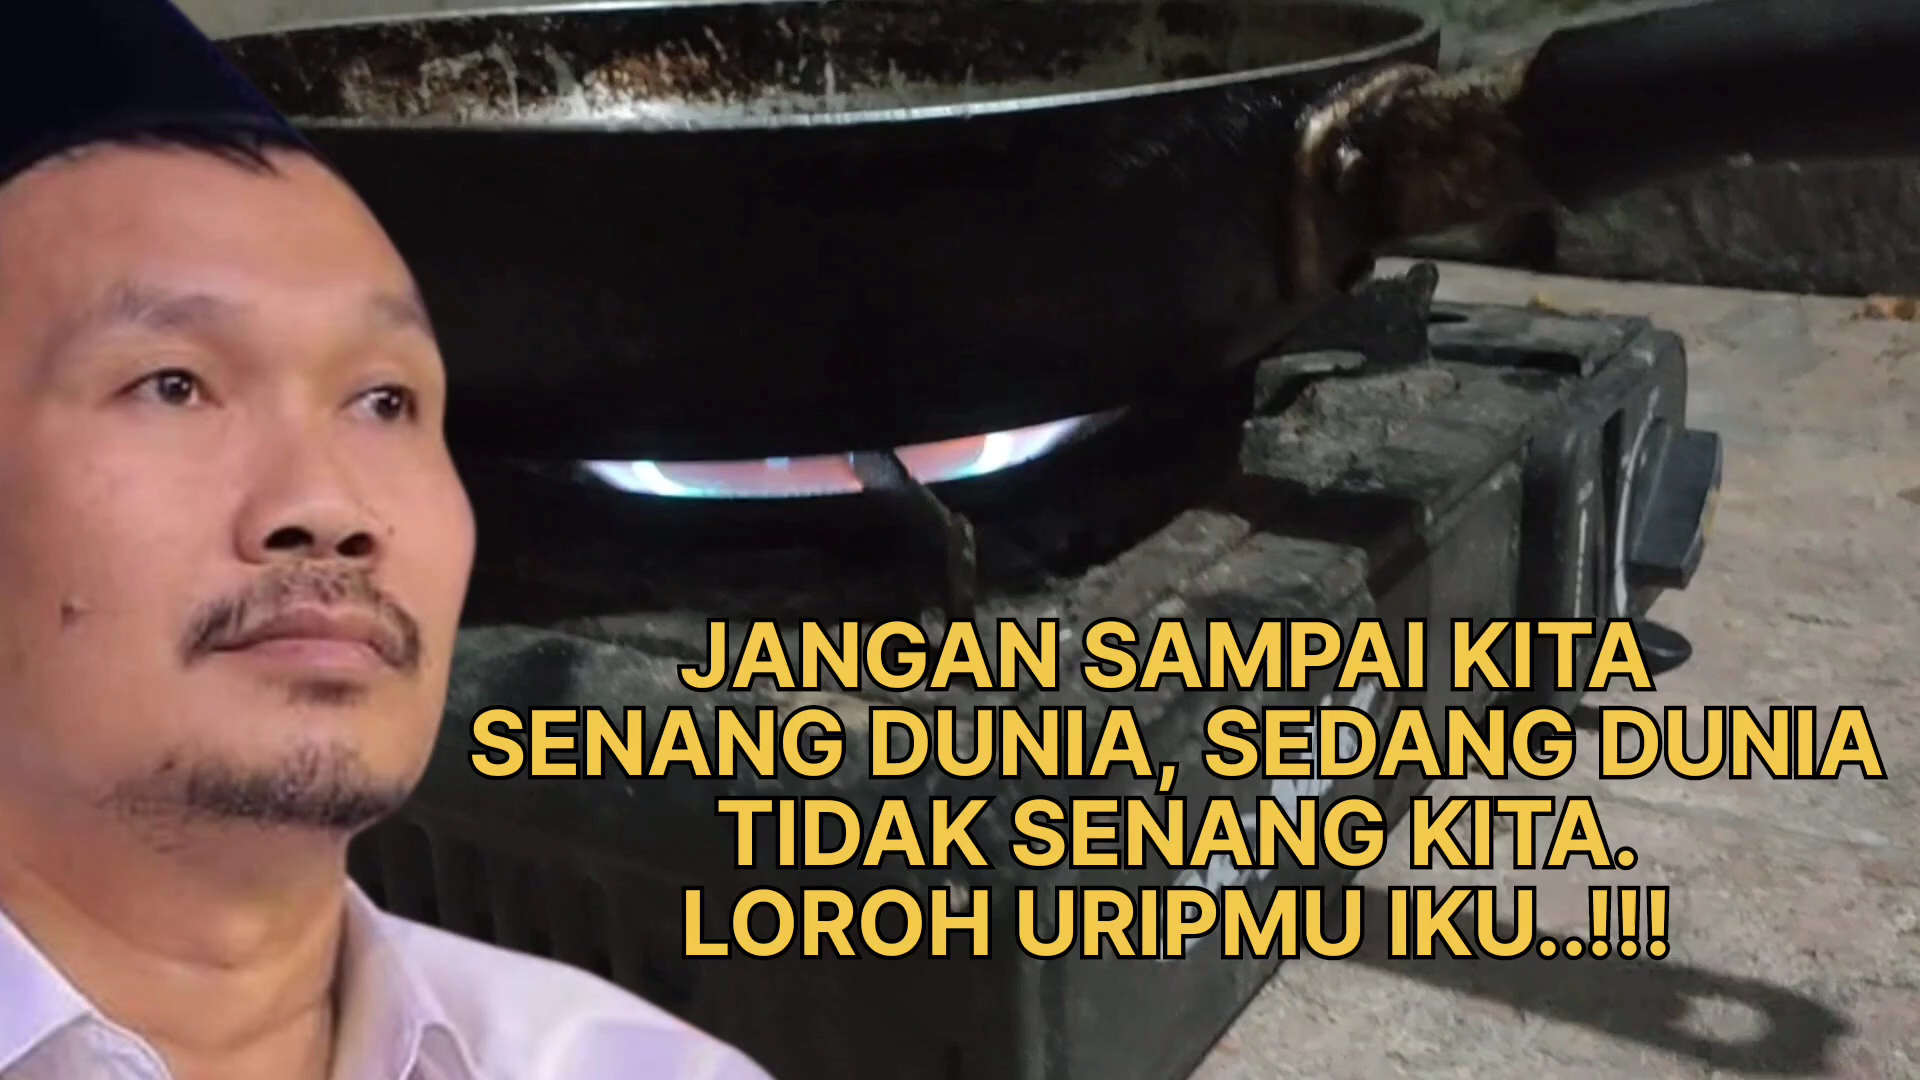 JANGAN SAMPAI KITA
SENANG DUNIA, SEDANG DUNIA
TIDAK SENANG KITA.
LOROH URIPMU IKU..!!!